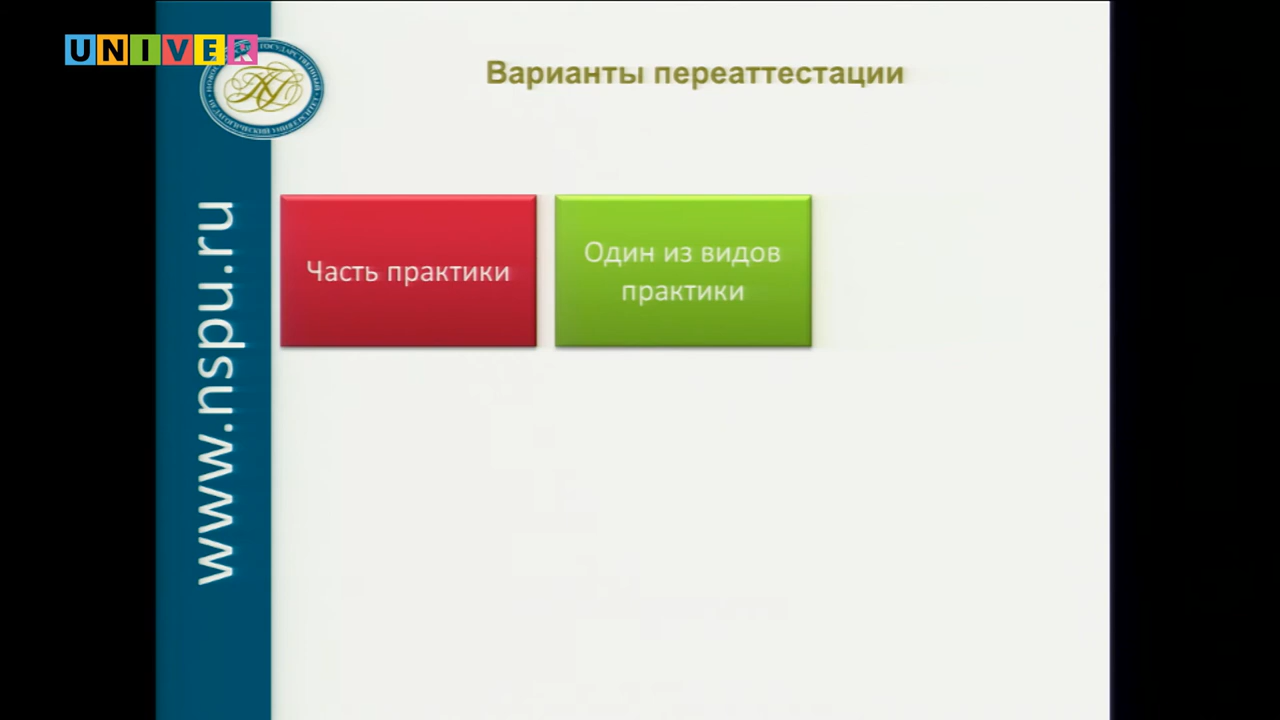 UNIVER
Варианты переаттестации
Часть практики
Один из видов
практики
www.nspu.ru